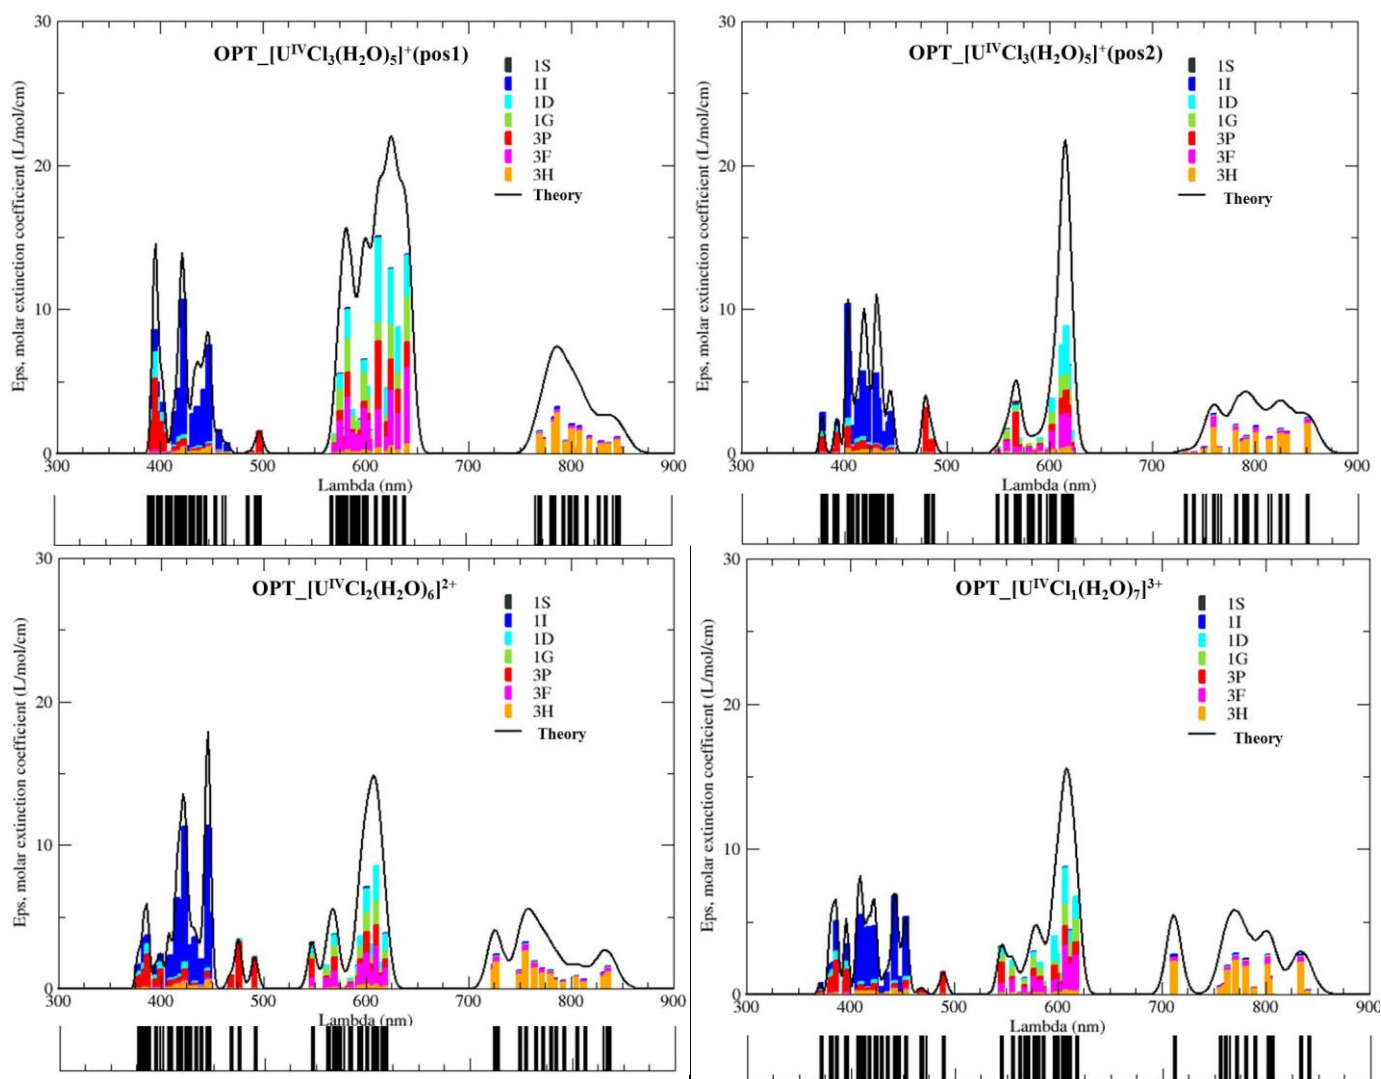 OPT_[UIVCl3(H2O)5]+(pos1)
Eps, molar extinction coefficient (L/mol/cm)
30
20
10
0
1S
1I
1D
1G
3P
3F
3H
Theory
300 400 500 600 700 800 900
Lambda (nm)
OPT_[UIVCl3(H2O)5]+(pos2)
Eps, molar extinction coefficient (L/mol/cm)
30
20
10
0
1S
1I
1D
1G
3P
3F
3H
Theory
300 400 500 600 700 800 900
Lambda (nm)
OPT_[UIVCl2(H2O)6]2+
Eps, molar extinction coefficient (L/mol/cm)
30
20
10
0
1S
1I
1D
1G
3P
3F
3H
Theory
300 400 500 600 700 800 900
Lambda (nm)
OPT_[UIVCl1(H2O)7]3+
Eps, molar extinction coefficient (L/mol/cm)
30
20
10
0
1S
1I
1D
1G
3P
3F
3H
Theory
300 400 500 600 700 800 900
Lambda (nm)